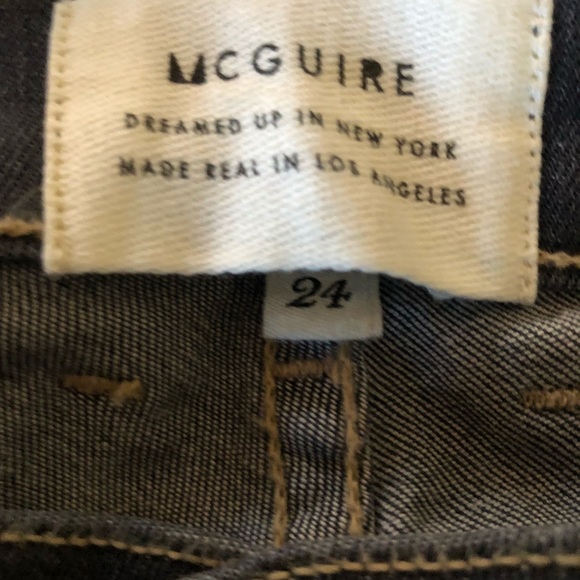 MCGUIRE
DREAMED UP IN NEW YORK
MADE REAL IN LOS ANGELES
24